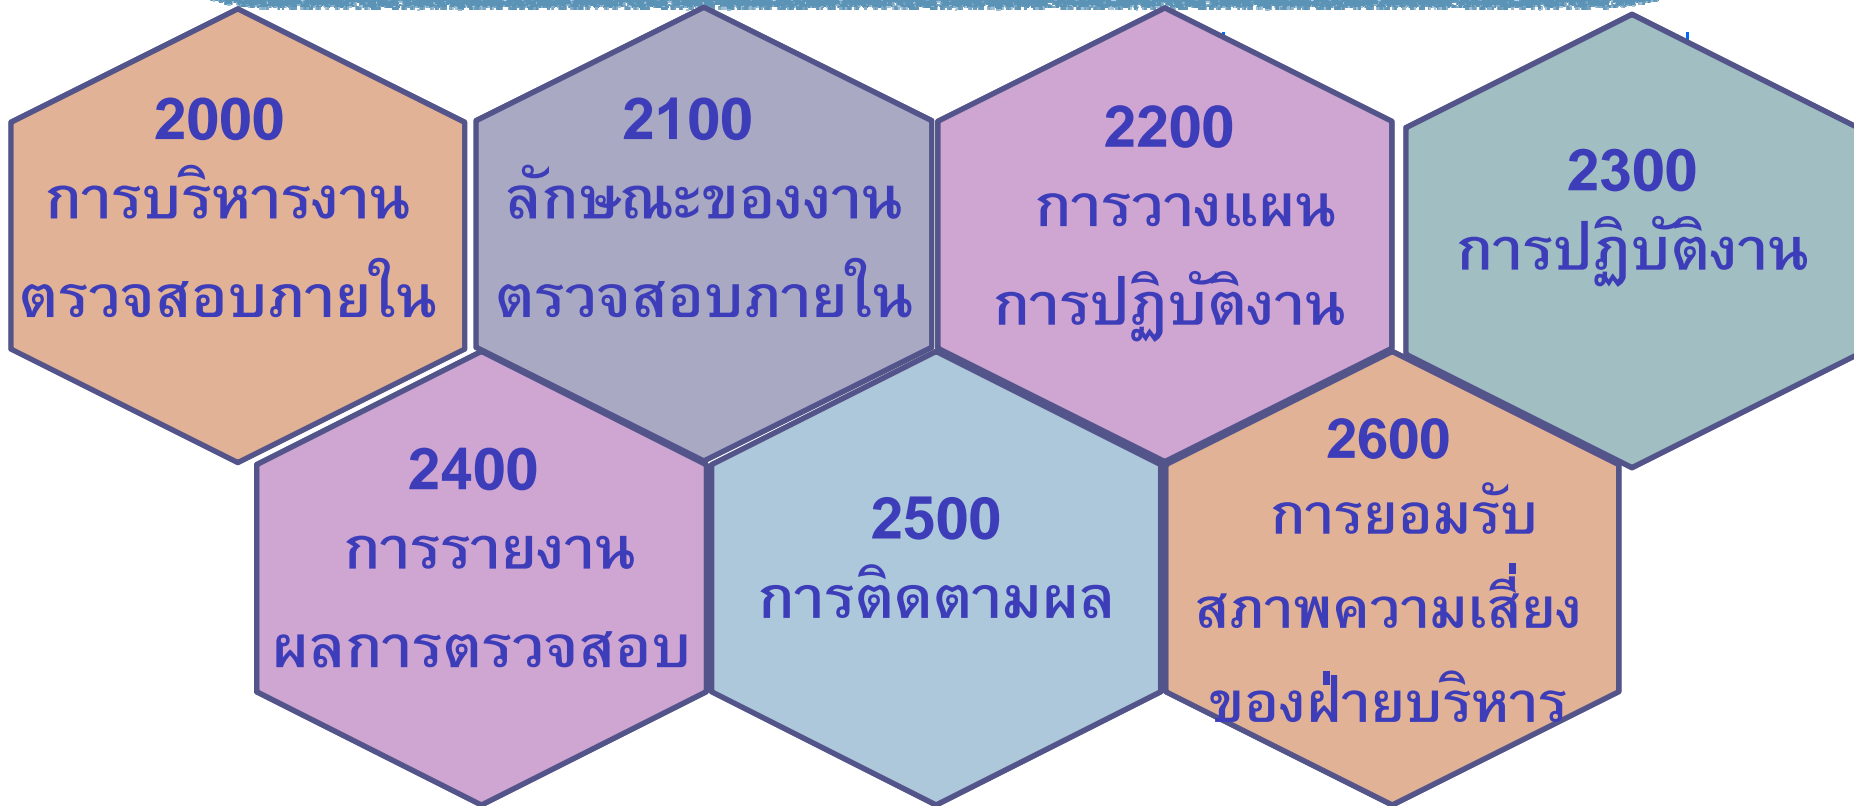 2000
การบริหารงาน
ตรวจสอบภายใน
2100
ลักษณะของงาน
ตรวจสอบภายใน
2200
การวางแผน
การปฏิบัติงาน
2300
การปฏิบัติงาน
2400
การรายงาน
ผลการตรวจสอบ
2500
การติดตามผล
2600
การยอมรับ
สภาพความเสี่ยง
ของฝ่ายบริหาร